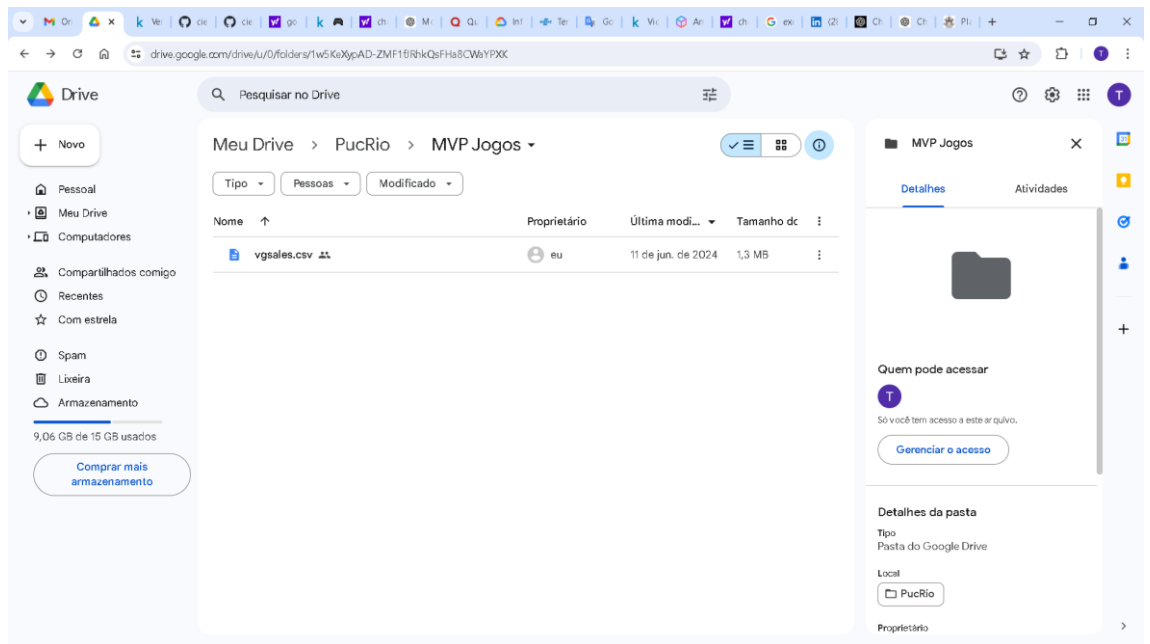 drive.google.com/drive/u/0/folders/
Drive
Pesquisar no Drive
T
Novo
Pessoal
Meu Drive
Computadores
Compartilhados comigo
Recentes
Com estrela
Spam
Lixeira
Armazenamento
9,06 GB de 15 GB usados
Comprar mais
armazenamento
Meu Drive > PucRio > MVP Jogos
Tipo Pessoas Modificado
Nome Proprietário Última modi... Tamanho dc
vgsales.csv eu 11 de jun. de 2024 1,3 MB
MVP Jogos
Detalhes Atividades
Quem pode acessar
T
Só você tem acesso a este arquivo.
Gerenciar o acesso
Detalhes da pasta
Tipo
Pasta do Google Drive
Local
PucRio
Proprietário